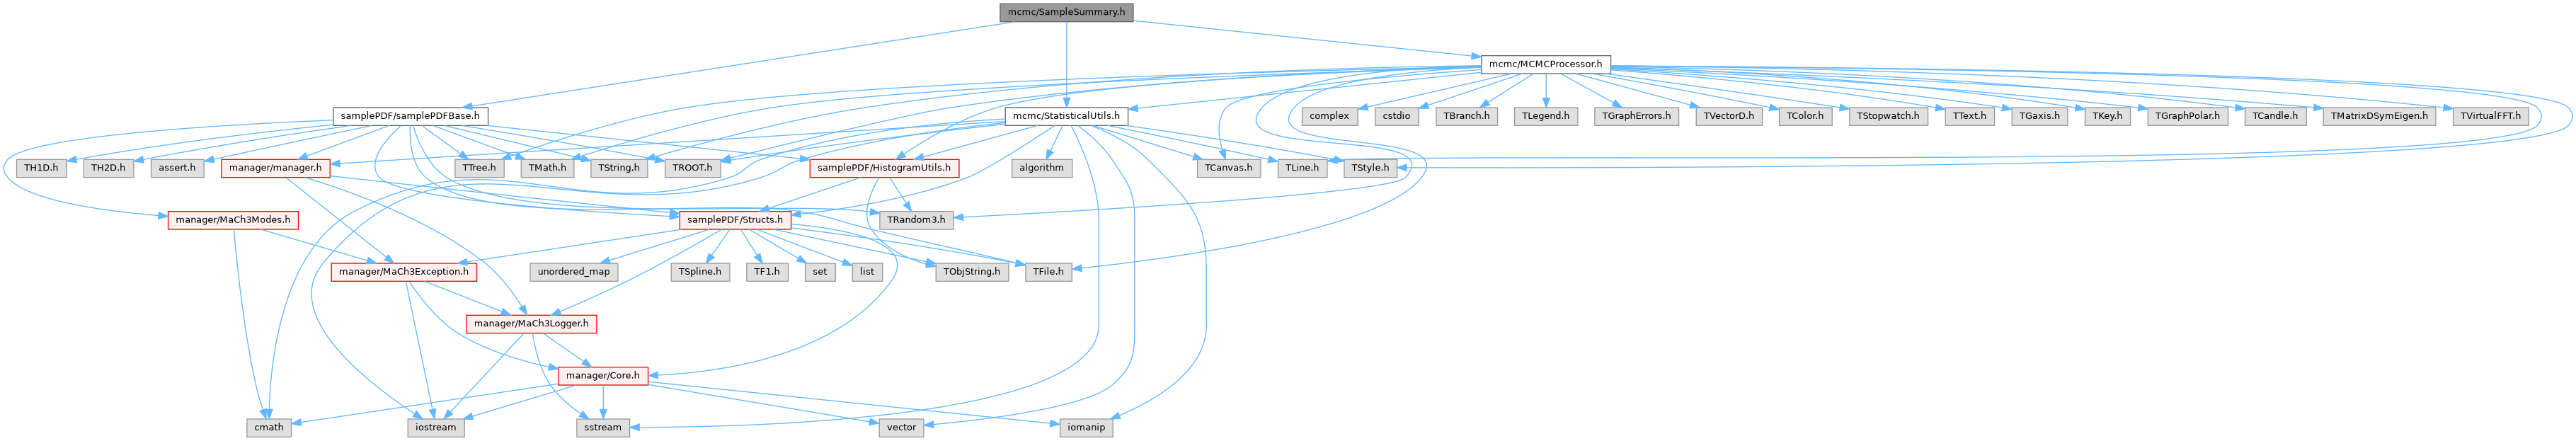 mcmc/SampleSummary.h
mcmc/MCMCProcessor.h
samplePDF/samplePDFBase.h
mcmc/StatisticalUtils.h
complex
cstdio
TBranch.h
TLegend.h
TGraphErrors.h
TVectorD.h
TColor.h
TStopwatch.h
TText.h
TGaxis.h
TKey.h
TGraphPolar.h
TCandle.h
TMatrixDSymEigen.h
TVirtualFFT.h
TH1D.h
TH2D.h
assert.h
manager/manager.h
TTree.h
TMath.h
TString.h
TROOT.h
samplePDF/HistogramUtils.h
algorithm
TCanvas.h
TLine.h
TStyle.h
manager/MaCh3Modes.h
samplePDF/Structs.h
TRandom3.h
manager/MaCh3Exception.h
unordered_map
TSpline.h
TF1.h
set
list
TObjString.h
TFile.h
manager/MaCh3Logger.h
manager/Core.h
cmath
iostream
sstream
vector
iomanip